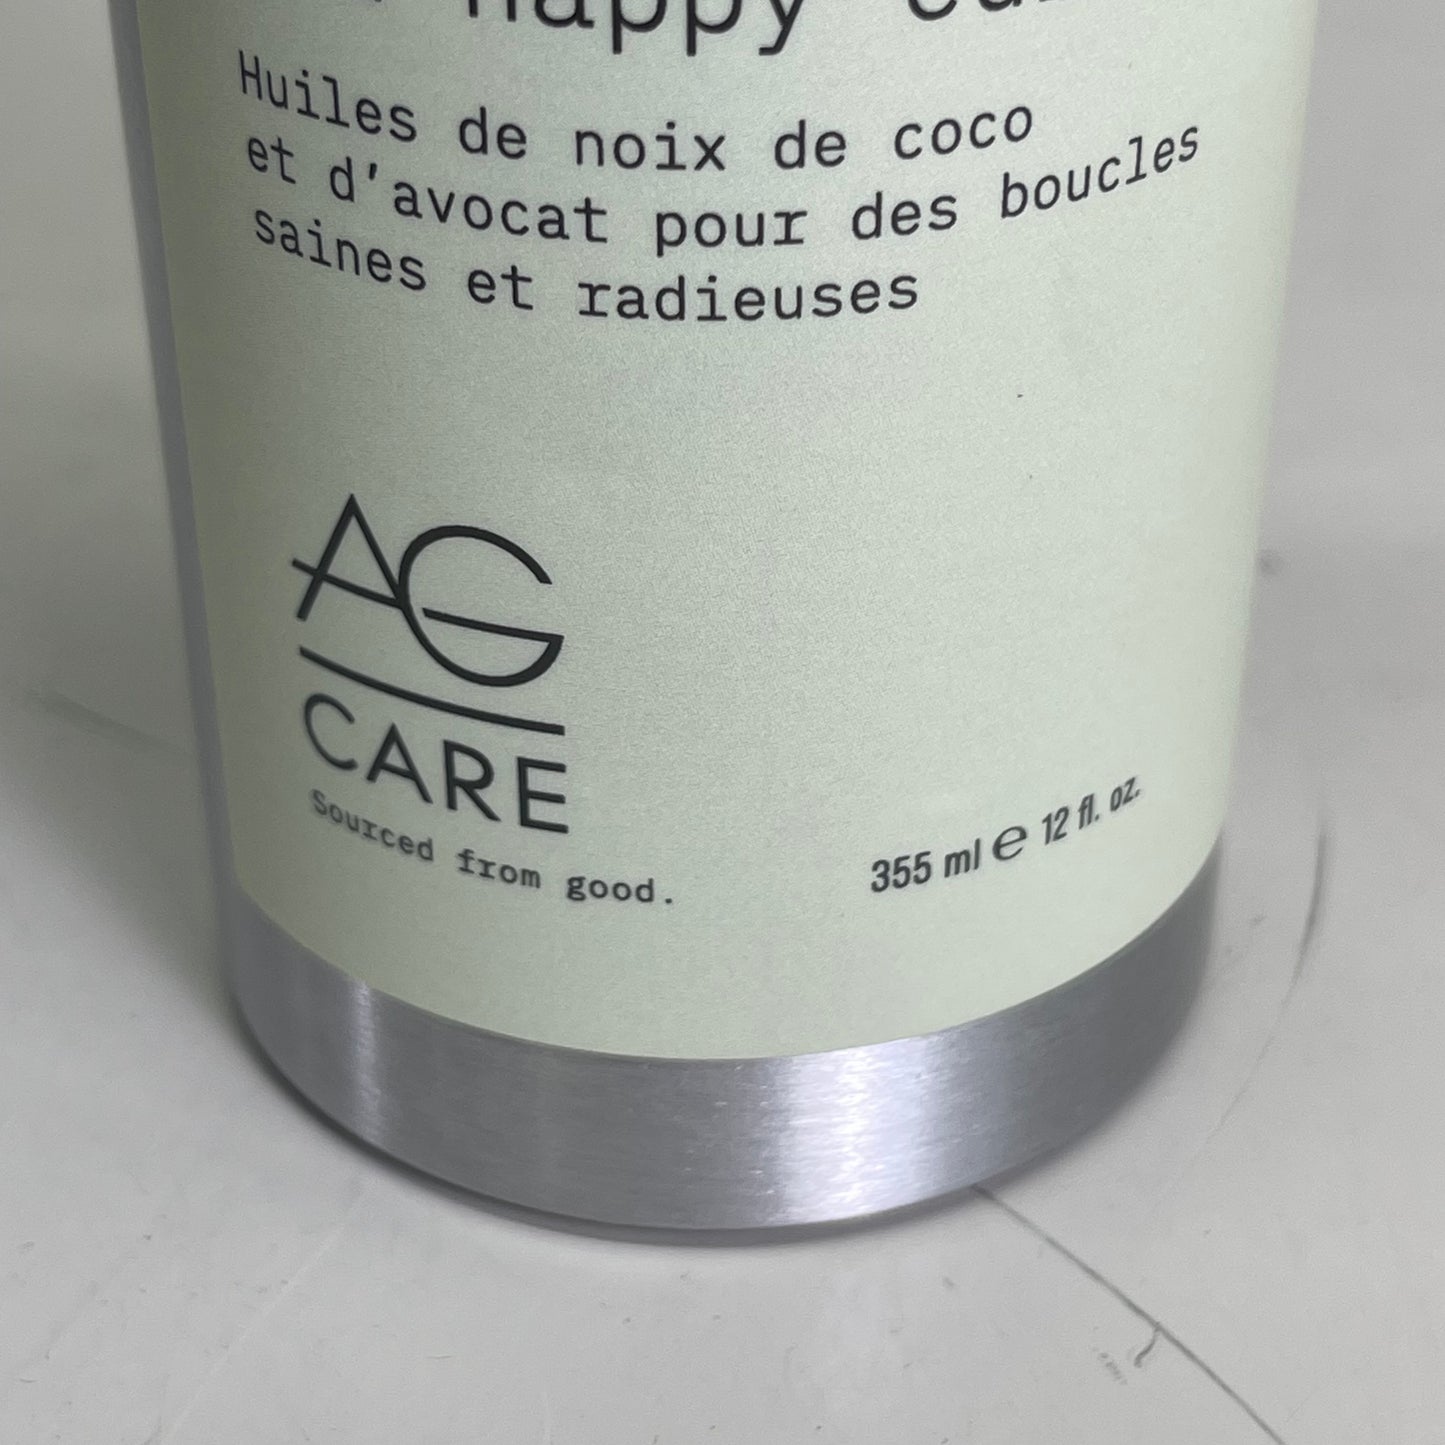 happy
Huiles de noix de coco
et d'avocat pour des boucles
saines et radieuses
AG
CARE
Sourced from good.
355 ml ℮ 12 fl. oz.